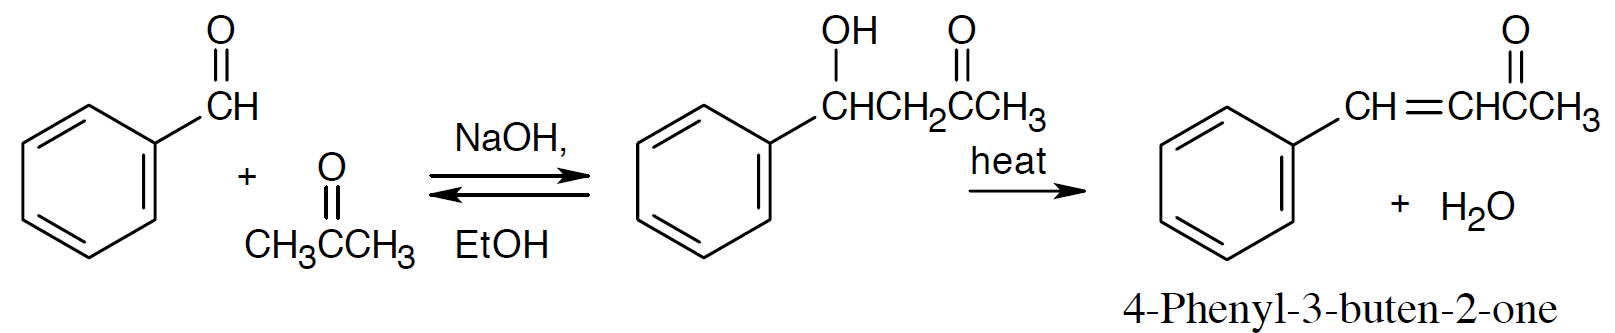 O
CH
+
O
CH3CCH3
NaOH,
EtOH
OH
O
CHCH2CCH3
heat
O
CH=CHCCH3
+ H2O
4-Phenyl-3-buten-2-one